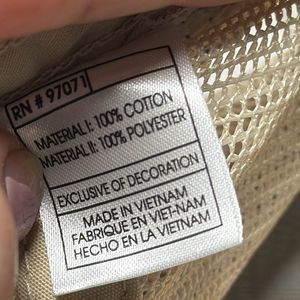 RN # 97071
MATERIAL I: 100% COTTON
MATERIAL II: 100% POLYESTER
EXCLUSIVE OF DECORATION
MADE IN VIETNAM
FABRIQUE EN VIET-NAM
HECHO EN LA VIETNAM